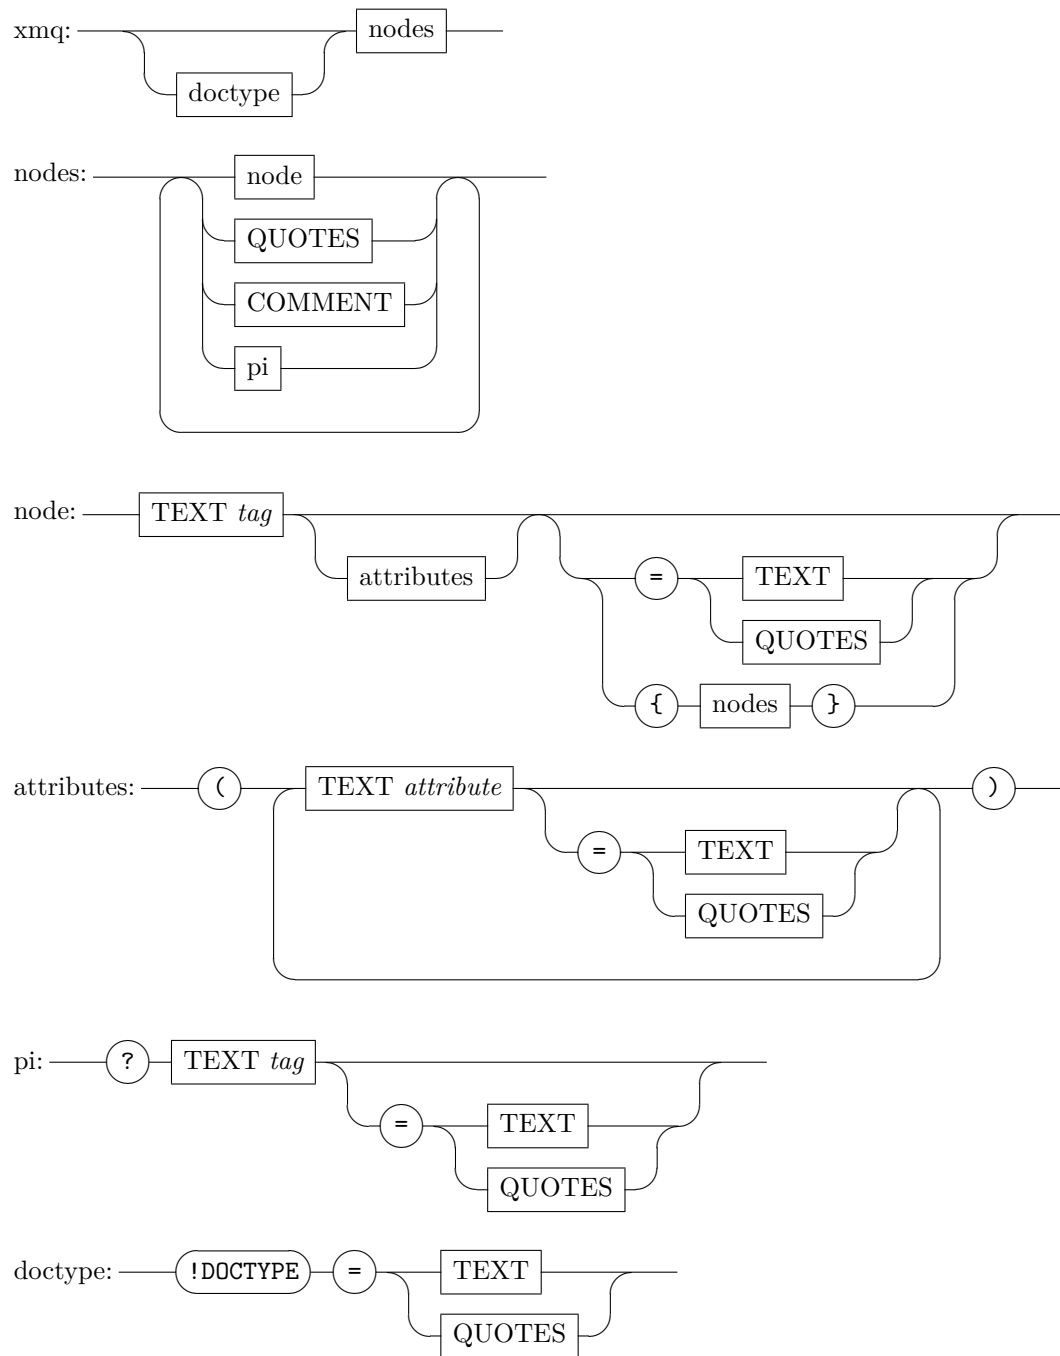 xmq: nodes
doctype
nodes: node
QUOTES
COMMENT
pi
node: TEXT tag
attributes = TEXT
QUOTES
{ nodes }
attributes: ( TEXT attribute )
= TEXT
QUOTES
pi: ? TEXT tag
= TEXT
QUOTES
doctype: !DOCTYPE = TEXT
QUOTES